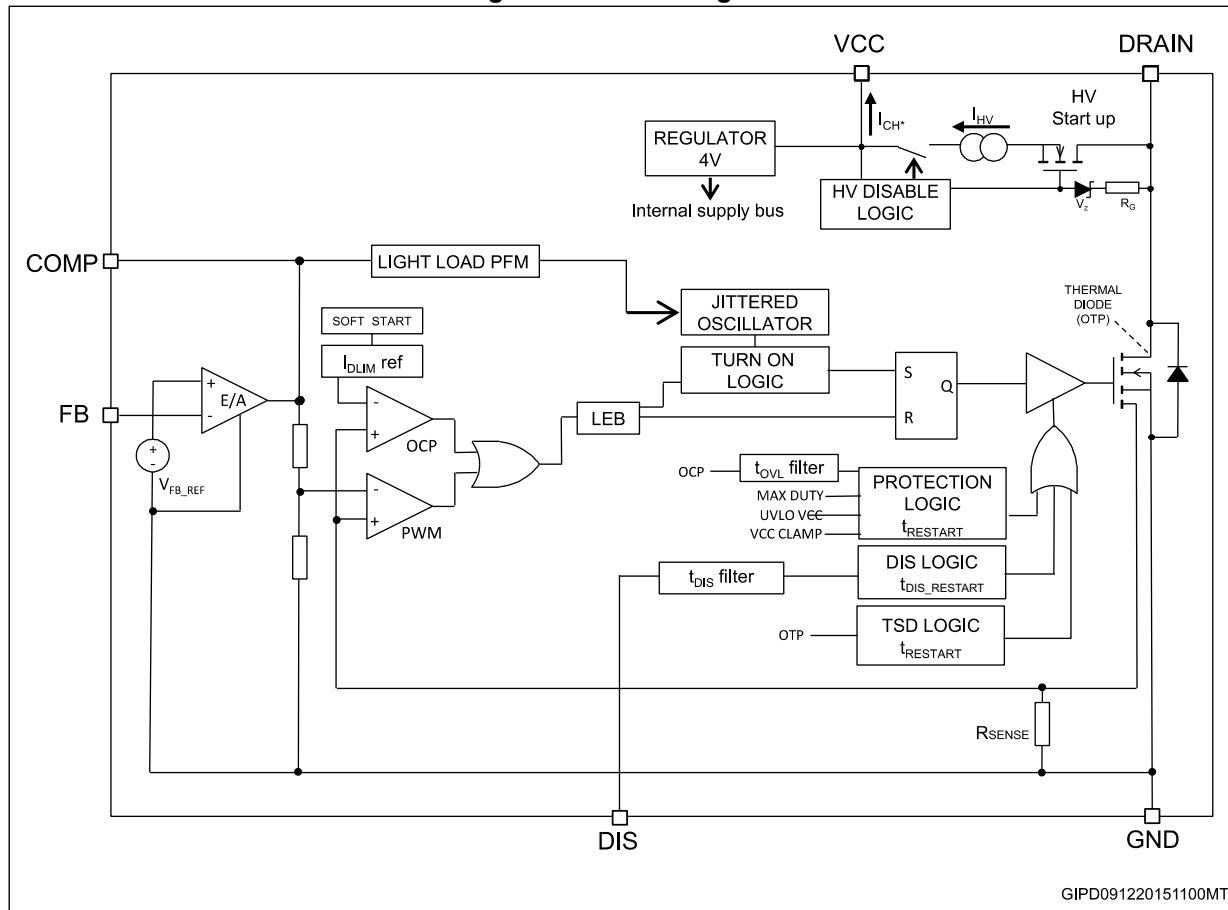 VCC
DRAIN
HV
Start up
I_HV
I_CH*
REGULATOR
4V
Internal supply bus
HV DISABLE
LOGIC
V_Z
R_G
COMP
LIGHT LOAD PFM
THERMAL
DIODE
(OTP)
JITTERED
OSCILLATOR
SOFT START
I_DLIM ref
TURN ON
LOGIC
S
Q
R
FB
+
-
E/A
-
+
OCP
LEB
+
-
V_FB_REF
-
+
PWM
OCP
t_OVL filter
MAX DUTY
UVLO VCC
VCC CLAMP
PROTECTION
LOGIC
t_RESTART
t_DIS filter
DIS LOGIC
t_DIS_RESTART
OTP
TSD LOGIC
t_RESTART
R_SENSE
DIS
GND
GIPD091220151100MT